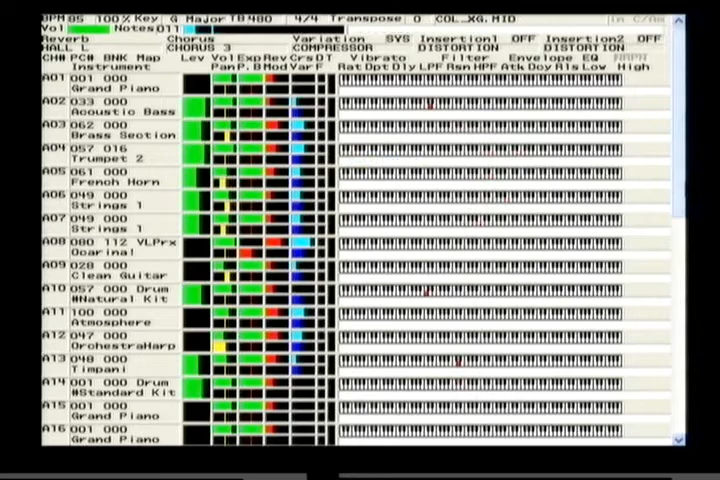 BPM 85 100% Key G Major TB 480 4/4 Transpose 0 COL_XG.MID
Vol Notes 011
Reverb Chorus Variation SYS Insertion1 OFF Insertion2 OFF
HALL L CHORUS 3 COMPRESSOR DISTORTION DISTORTION
CH# PC# BNK Map Lev Vol Exp Rev Crs DT Vibrato Filter Envelope EQ NRPN
Instrument Pan P.B Mod Var F Rat Dpt Dly LPF Rsn HPF Atk Dcy Rls Low High
A01 001 000
Grand Piano
A02 033 000
Acoustic Bass
A03 062 000
Brass Section
A04 057 016
Trumpet 2
A05 061 000
French Horn
A06 049 000
Strings 1
A07 049 000
Strings 1
A08 080 112 VLPrx
Ocarina!
A09 028 000
Clean Guitar
A10 057 000 Drum
#Natural Kit
A11 100 000
Atmosphere
A12 047 000
OrchestraHarp
A13 048 000
Timpani
A14 001 000 Drum
#Standard Kit
A15 001 000
Grand Piano
A16 001 000
Grand Piano